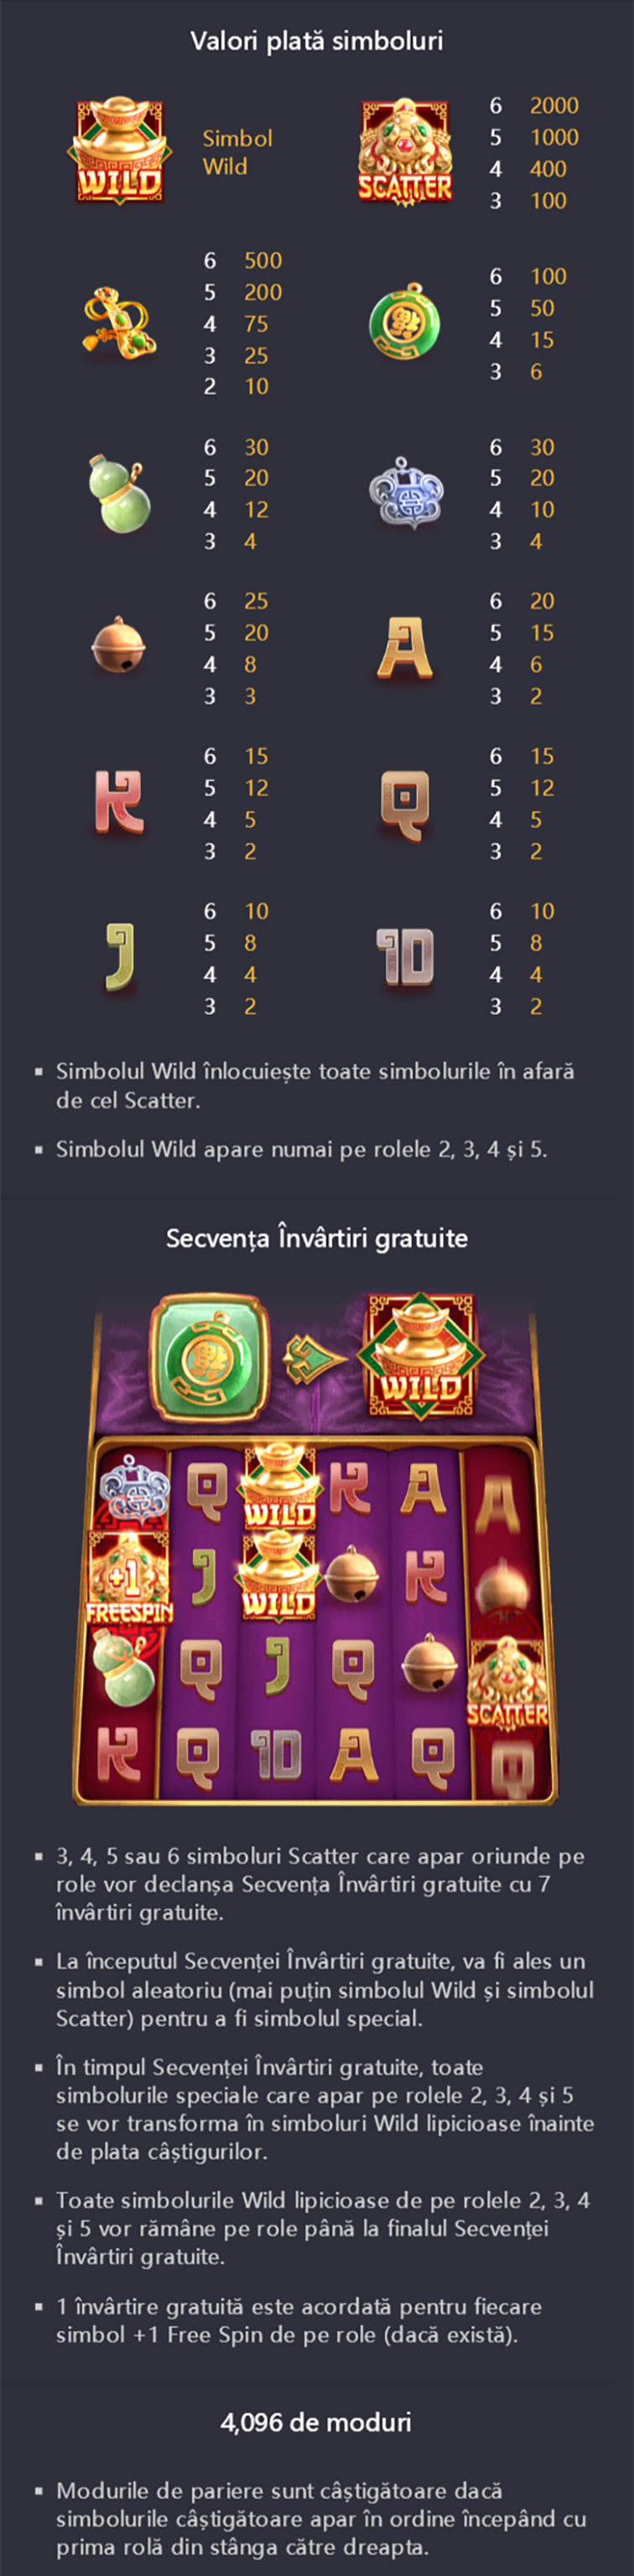 Valori plată simboluri
WILD
Simbol
Wild
SCATTER
6 2000
5 1000
4 400
3 100
6 500
5 200
4 75
3 25
2 10
6 100
5 50
4 15
3 6
6 30
5 20
4 12
3 4
6 30
5 20
4 10
3 4
6 25
5 20
4 8
3 3
A
6 20
5 15
4 6
3 2
K
6 15
5 12
4 5
3 2
Q
6 15
5 12
4 5
3 2
J
6 10
5 8
4 4
3 2
10
6 10
5 8
4 4
3 2
▪ Simbolul Wild înlocuiește toate simbolurile în afară
de cel Scatter.
▪ Simbolul Wild apare numai pe rolele 2, 3, 4 și 5.
Secvența Învârtiri gratuite
WILD
Q WILD K A A
+1
FREESPIN
J WILD K
Q J Q SCATTER
K Q 10 A Q Q
▪ 3, 4, 5 sau 6 simboluri Scatter care apar oriunde pe
role vor declanșa Secvența Învârtiri gratuite cu 7
învârtiri gratuite.
▪ La începutul Secvenței Învârtiri gratuite, va fi ales un
simbol aleatoriu (mai puțin simbolul Wild și simbolul
Scatter) pentru a fi simbolul special.
▪ În timpul Secvenței Învârtiri gratuite, toate
simbolurile speciale care apar pe rolele 2, 3, 4 și 5
se vor transforma în simboluri Wild lipicioase înainte
de plata câștigurilor.
▪ Toate simbolurile Wild lipicioase de pe rolele 2, 3, 4
și 5 vor rămâne pe role până la finalul Secvenței
Învârtiri gratuite.
▪ 1 învârtire gratuită este acordată pentru fiecare
simbol +1 Free Spin de pe role (dacă există).
4,096 de moduri
▪ Modurile de pariere sunt câștigătoare dacă
simbolurile câștigătoare apar în ordine începând cu
prima rolă din stânga către dreapta.